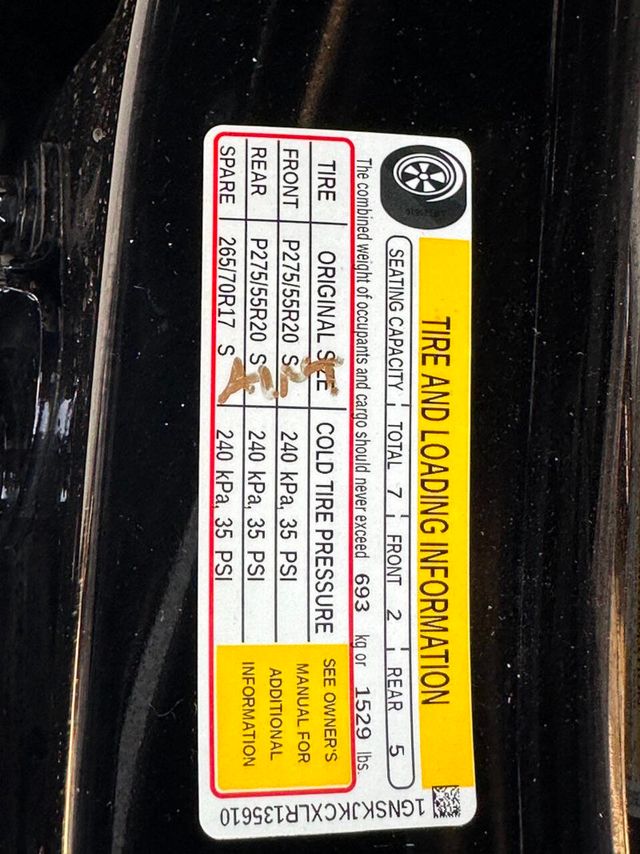 TIRE AND LOADING INFORMATION
SEATING CAPACITY TOTAL 7 FRONT 2 REAR 5
The combined weight of occupants and cargo should never exceed 693 kg or 1529 lbs.
TIRE ORIGINAL SIZE COLD TIRE PRESSURE
FRONT P275/55R20 S 240 kPa, 35 PSI
REAR P275/55R20 S 240 kPa, 35 PSI
SPARE 265/70R17 S 240 kPa, 35 PSI
SEE OWNER'S
MANUAL FOR
ADDITIONAL
INFORMATION
1GNSKJKCXLR135610